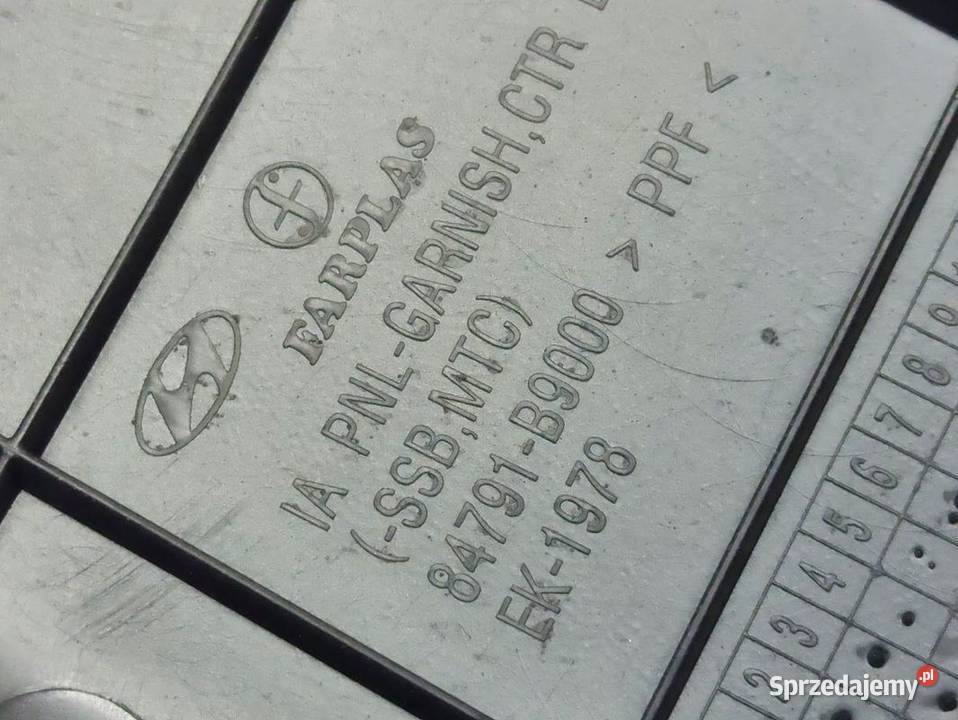 FARPLAS
IA PNL-GARNISH,CTR
(-SSB,MTC)
84791-B9000 > PPF <
EK-1978
2 3 4 5 6 7 8 0
Sprzedajemy.pl